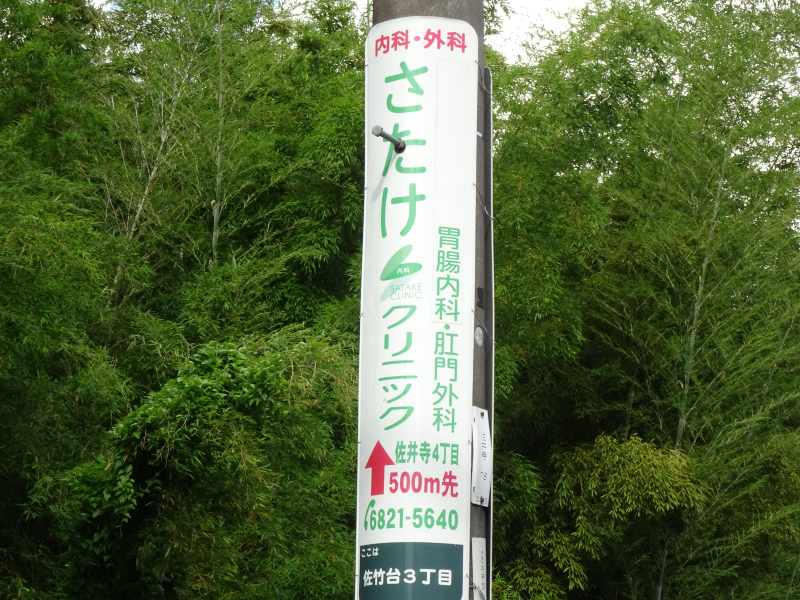 内科・外科
さたけ
内科
SATAKE
CLINIC
クリニック
胃腸内科・肛門外科
佐井寺4丁目
500m先
6821-5640
ここは
佐竹台3丁目